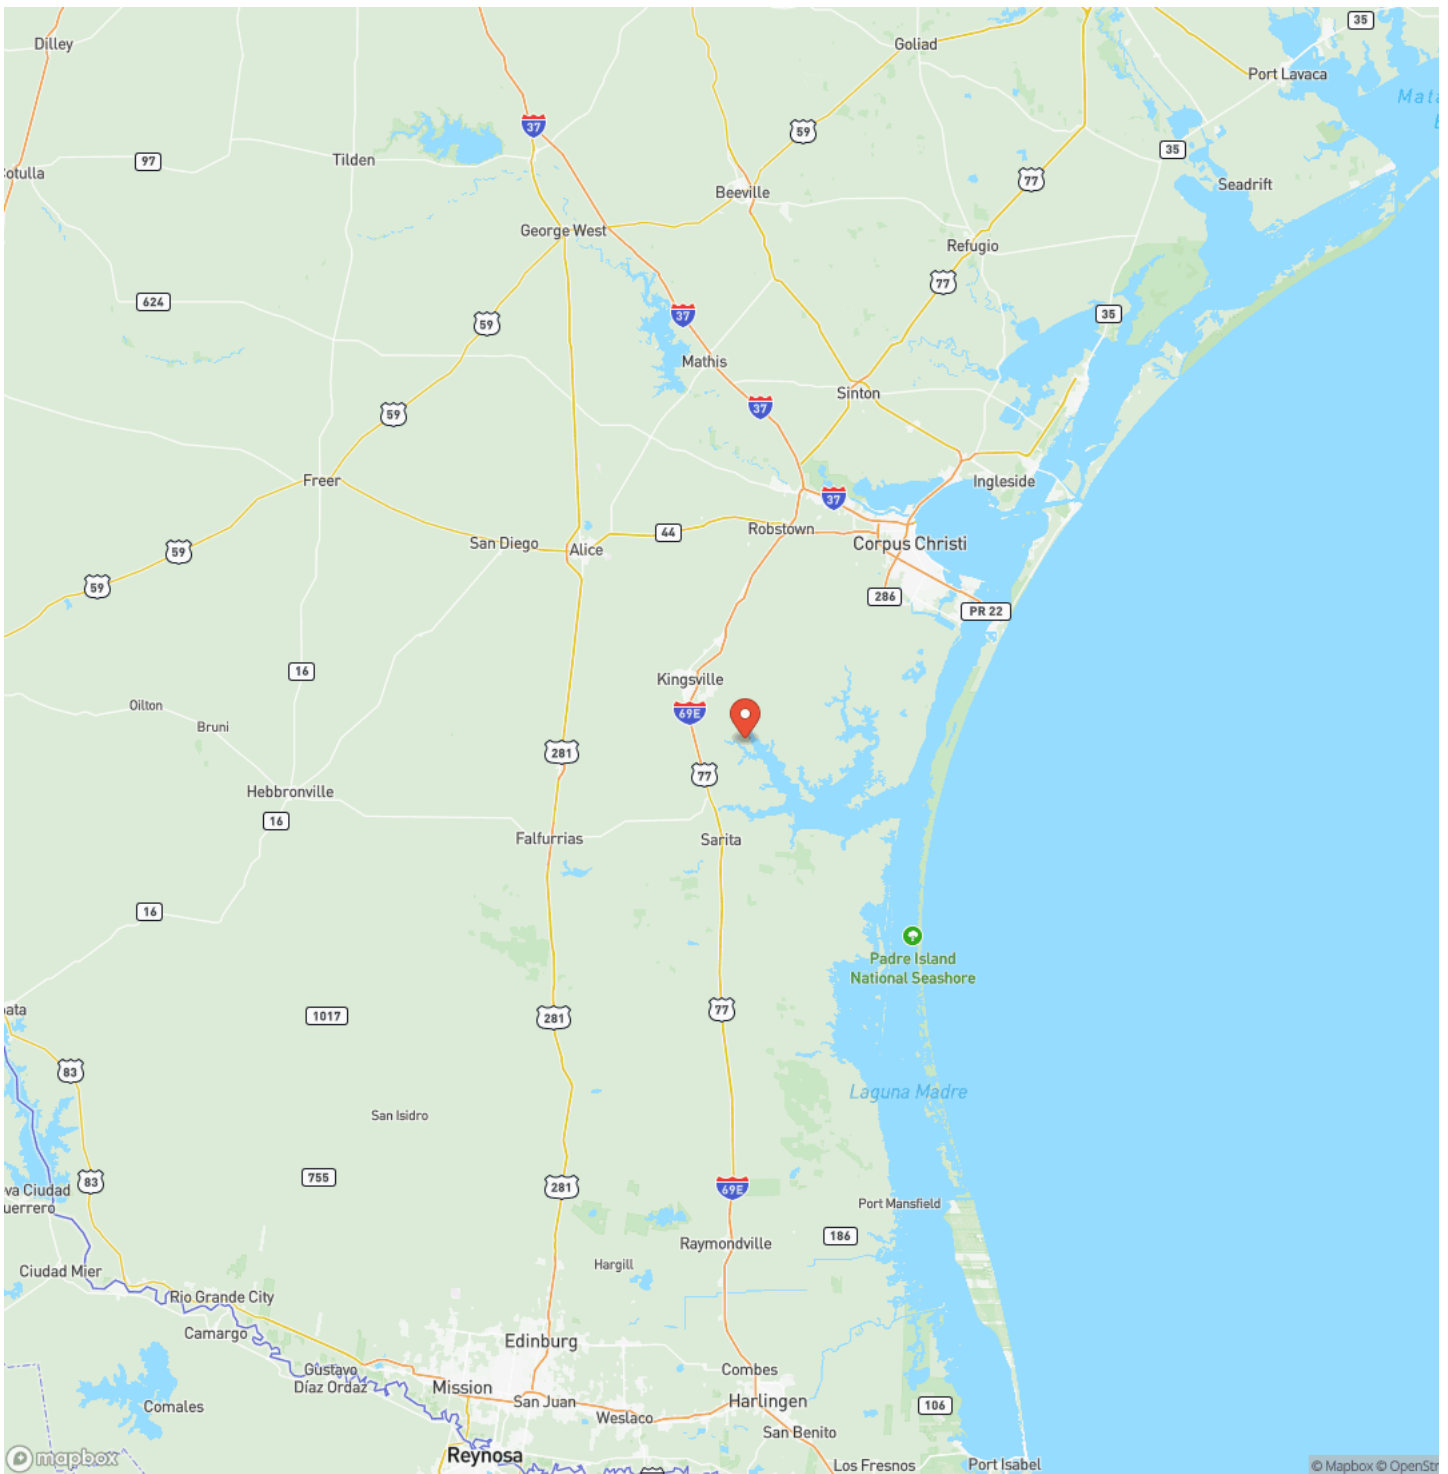 Dilley
Goliad
35
Port Lavaca
37
59
35
97
Tilden
77
Seadrift
Beeville
George West
Refugio
77
624
59
37
35
Mathis
Sinton
37
59
Freer
Ingleside
37
44
Robstown
Corpus Christi
San Diego
Alice
59
59
286
PR 22
16
Kingsville
Oilton
Bruni
69E
281
77
Hebbronville
16
Falfurrias
Sarita
16
Padre Island
National Seashore
1017
281
77
83
Laguna Madre
San Isidro
755
83
281
69E
Port Mansfield
186
Raymondville
Hargill
Ciudad Mier
Rio Grande City
Camargo
Edinburg
Gustavo
Díaz Ordaz
Combes
Mission
San Juan
Harlingen
106
Comales
Weslaco
San Benito
Reynosa
Los Fresnos
Port Isabel
mapbox
© Mapbox © OpenStr